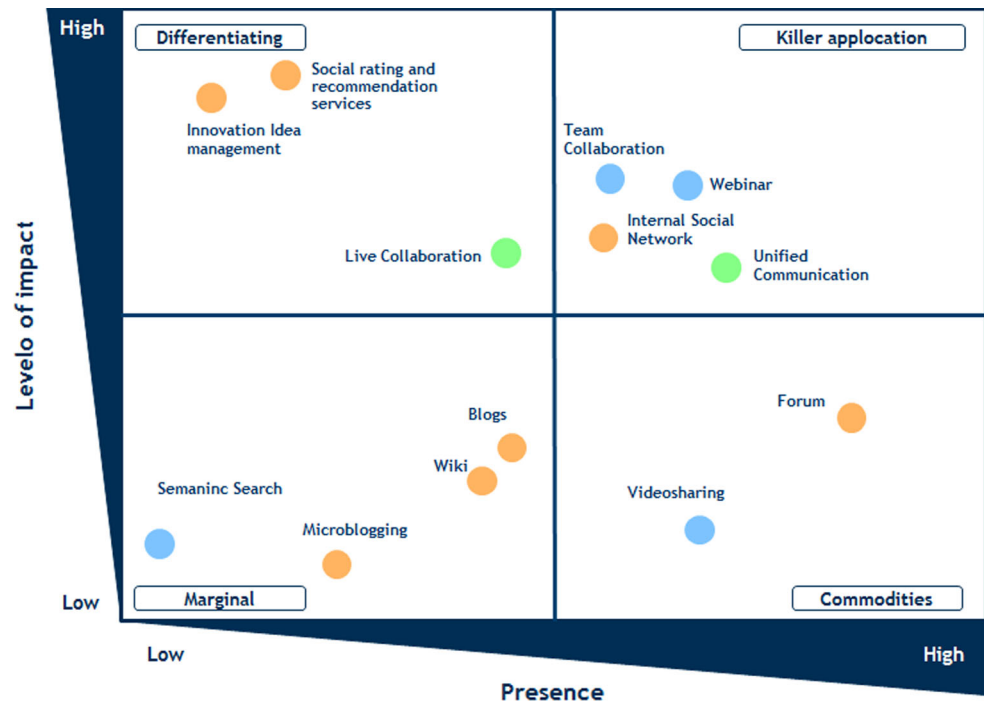 High
Differentiating
Killer applocation
Social rating and
recommendation
services
Innovation Idea
management
Team
Collaboration
Webinar
Internal Social
Network
Live Collaboration
Unified
Communication
Levelo of impact
Forum
Blogs
Wiki
Semaninc Search
Videosharing
Microblogging
Low
Marginal
Commodities
Low
High
Presence